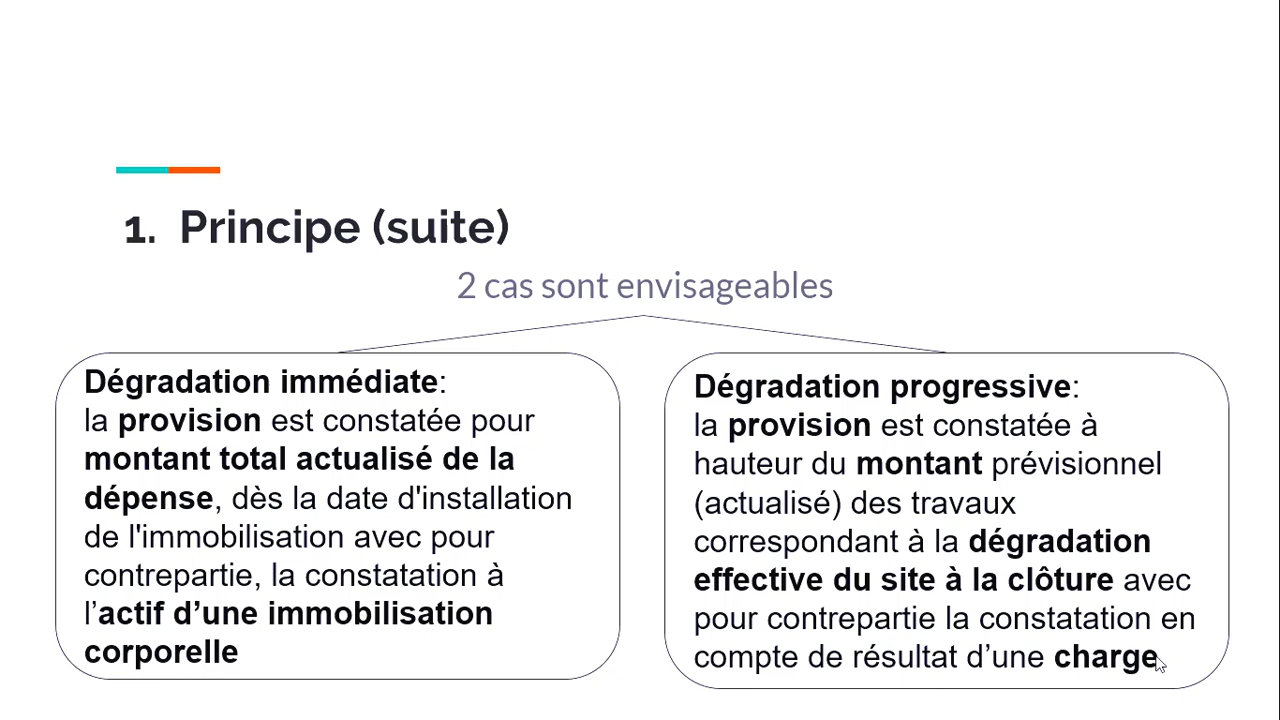 1. Principe (suite)
2 cas sont envisageables
Dégradation immédiate:
la provision est constatée pour
montant total actualisé de la
dépense, dès la date d'installation
de l'immobilisation avec pour
contrepartie, la constatation à
l’actif d’une immobilisation
corporelle
Dégradation progressive:
la provision est constatée à
hauteur du montant prévisionnel
(actualisé) des travaux
correspondant à la dégradation
effective du site à la clôture avec
pour contrepartie la constatation en
compte de résultat d’une charge